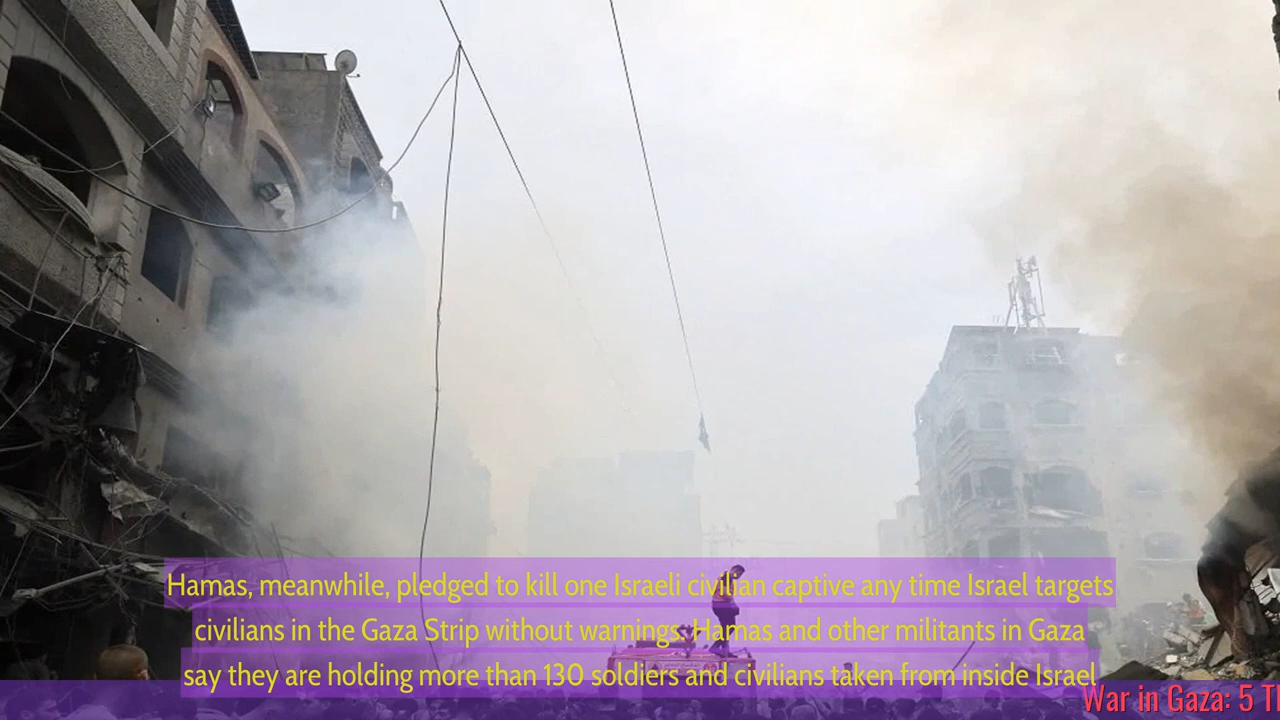 Hamas, meanwhile, pledged to kill one Israeli civilian captive any time Israel targets
civilians in the Gaza Strip without warnings. Hamas and other militants in Gaza
say they are holding more than 130 soldiers and civilians taken from inside Israel
War in Gaza: 5